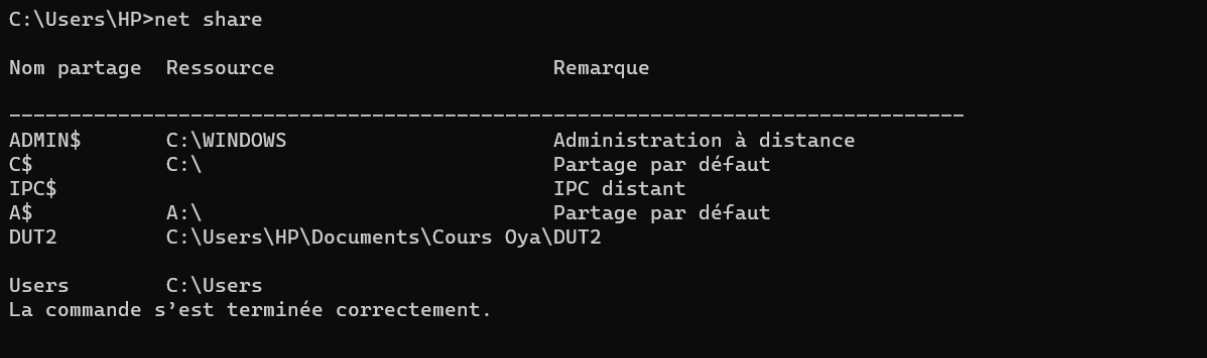 C:\Users\HP>net share
Nom partage  Ressource                       Remarque
-------------------------------------------------------------------------------
ADMIN$       C:\WINDOWS                      Administration à distance
C$           C:\                             Partage par défaut
IPC$                                         IPC distant
A$           A:\                             Partage par défaut
DUT2         C:\Users\HP\Documents\Cours Oya\DUT2
Users        C:\Users
La commande s’est terminée correctement.